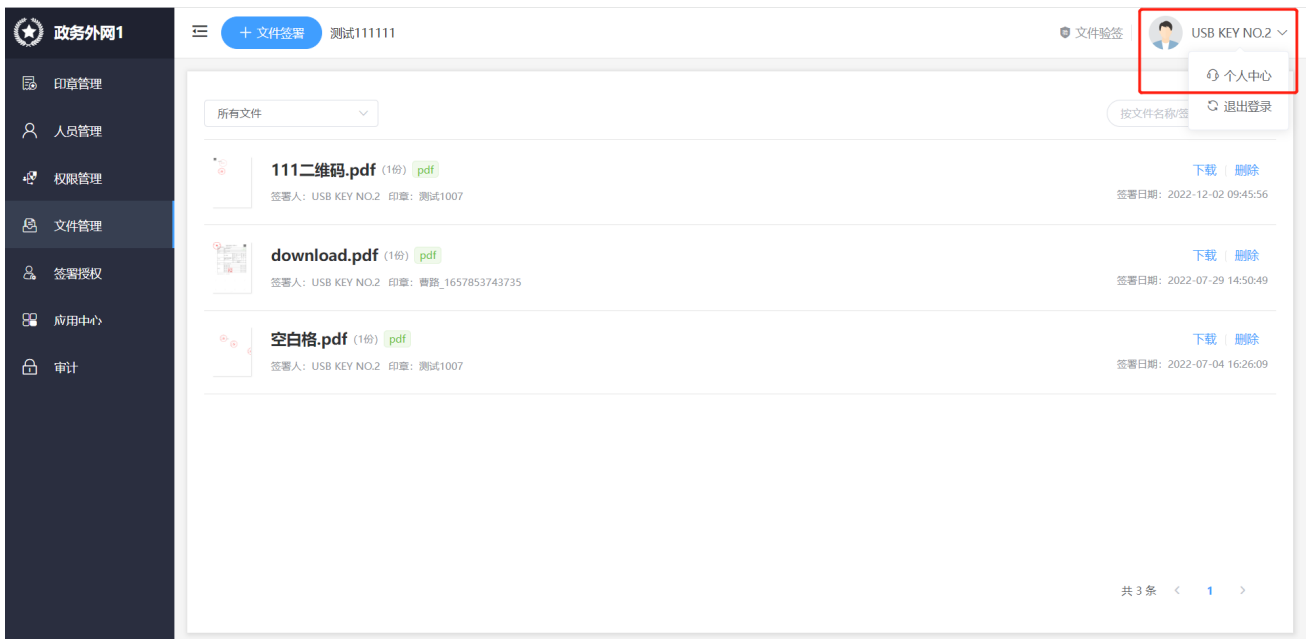 政务外网1
文件签署 测试111111 文件验签 USB KEY NO.2
个人中心
退出登录
印章管理
人员管理
权限管理
文件管理
签署授权
应用中心
审计
所有文件 按文件名称/签
111二维码.pdf (1份) pdf 下载 删除
签署人: USB KEY NO.2 印章: 测试1007 签署日期: 2022-12-02 09:45:56
download.pdf (1份) pdf 下载 删除
签署人: USB KEY NO.2 印章: 曹路_1657853743735 签署日期: 2022-07-29 14:50:49
空白格.pdf (1份) pdf 下载 删除
签署人: USB KEY NO.2 印章: 测试1007 签署日期: 2022-07-04 16:26:09
共 3 条 1